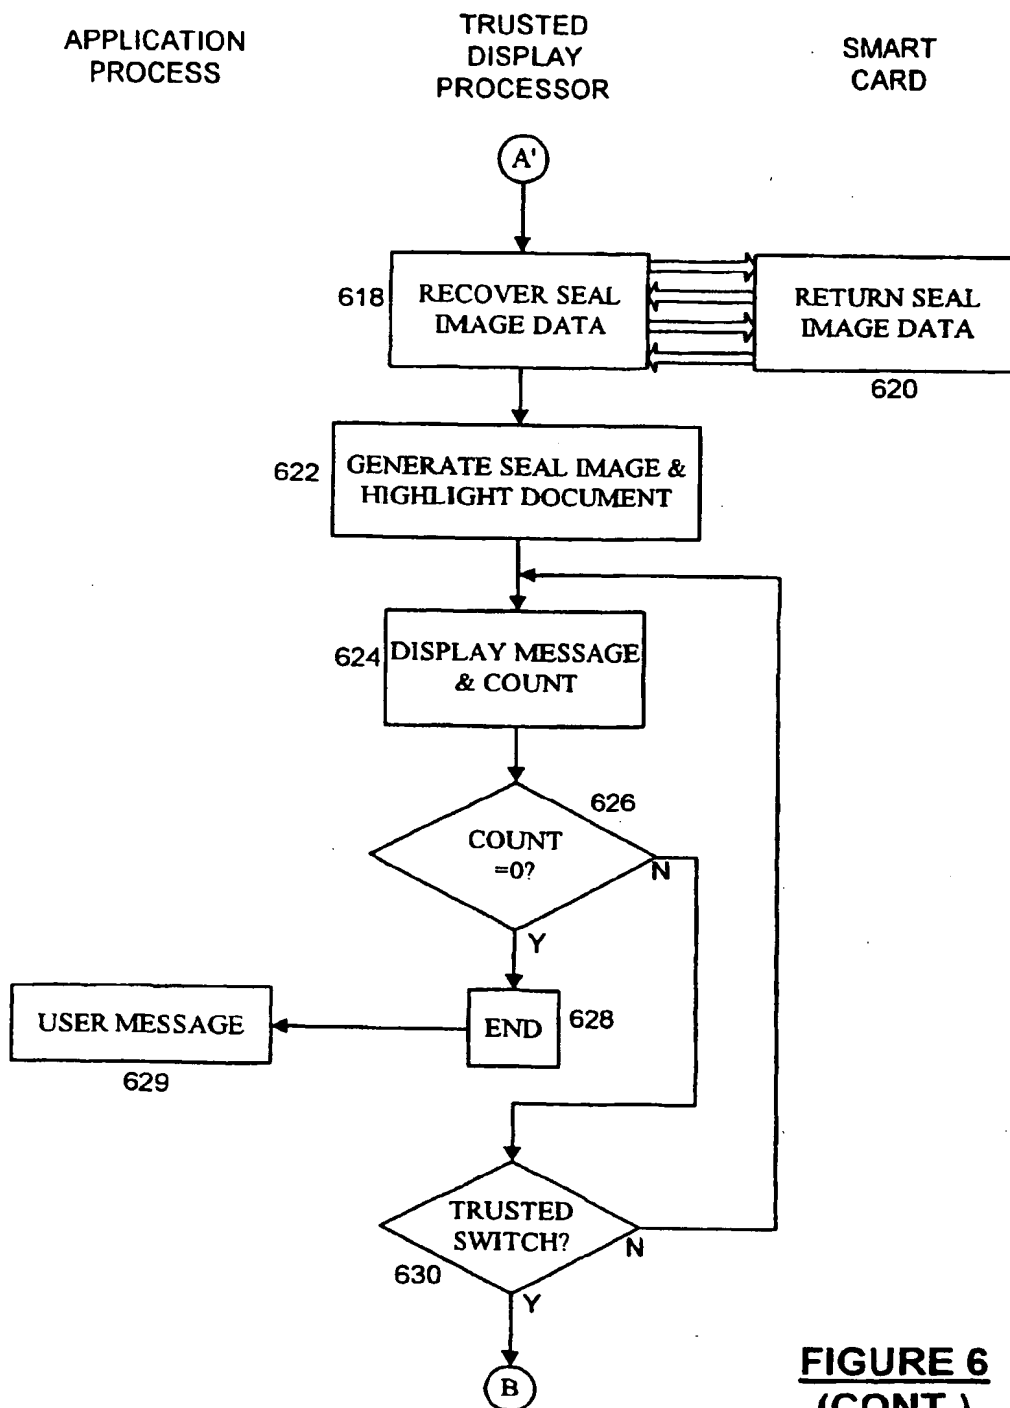 APPLICATION
PROCESS
TRUSTED
DISPLAY
PROCESSOR
SMART
CARD
A'
618
RECOVER SEAL
IMAGE DATA
RETURN SEAL
IMAGE DATA
620
622
GENERATE SEAL IMAGE &
HIGHLIGHT DOCUMENT
624
DISPLAY MESSAGE
& COUNT
626
COUNT
=0?
N
Y
USER MESSAGE
629
END
628
TRUSTED
SWITCH?
N
630
Y
B
FIGURE 6
(CONT.)